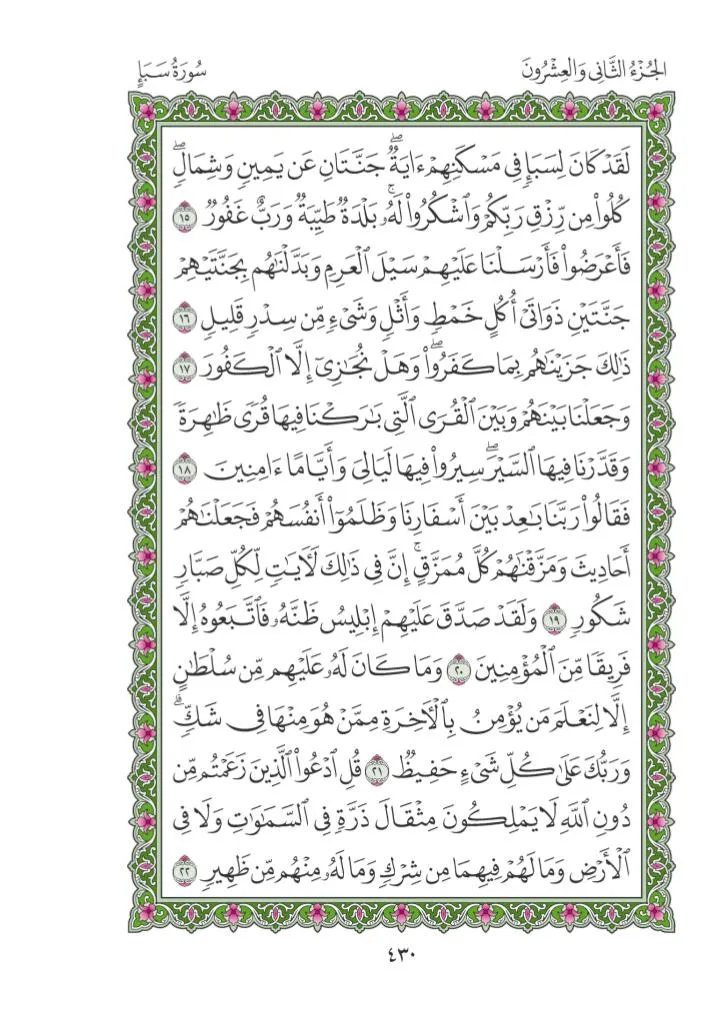 الجُزْءُ الثَّانِي وَالعِشْرُونَ
سُورَةُ سَبَإٍ
لَقَدْ كَانَ لِسَبَإٍ فِي مَسْكَنِهِمْ ءَايَةٌۖ جَنَّتَانِ عَن يَمِينٍ وَشِمَالٍۖ
كُلُوا۟ مِن رِّزْقِ رَبِّكُمْ وَٱشْكُرُوا۟ لَهُۥۚ بَلْدَةٌ طَيِّبَةٌ وَرَبٌّ غَفُورٌ ١٥
فَأَعْرَضُوا۟ فَأَرْسَلْنَا عَلَيْهِمْ سَيْلَ ٱلْعَرِمِ وَبَدَّلْنَٰهُم بِجَنَّتَيْهِمْ
جَنَّتَيْنِ ذَوَاتَىْ أُكُلٍ خَمْطٍ وَأَثْلٍ وَشَىْءٍ مِّن سِدْرٍ قَلِيلٍ ١٦
ذَٰلِكَ جَزَيْنَٰهُم بِمَا كَفَرُوا۟ۖ وَهَلْ نُجَٰزِىٓ إِلَّا ٱلْكَفُورَ ١٧
وَجَعَلْنَا بَيْنَهُمْ وَبَيْنَ ٱلْقُرَى ٱلَّتِى بَٰرَكْنَا فِيهَا قُرًى ظَٰهِرَةً
وَقَدَّرْنَا فِيهَا ٱلسَّيْرَۖ سِيرُوا۟ فِيهَا لَيَالِىَ وَأَيَّامًا ءَامِنِينَ ١٨
فَقَالُوا۟ رَبَّنَا بَٰعِدْ بَيْنَ أَسْفَارِنَا وَظَلَمُوٓا۟ أَنفُسَهُمْ فَجَعَلْنَٰهُمْ
أَحَادِيثَ وَمَزَّقْنَٰهُمْ كُلَّ مُمَزَّقٍۚ إِنَّ فِى ذَٰلِكَ لَءَايَٰتٍ لِّكُلِّ صَبَّارٍ
شَكُورٍ ١٩ وَلَقَدْ صَدَّقَ عَلَيْهِمْ إِبْلِيسُ ظَنَّهُۥ فَٱتَّبَعُوهُ إِلَّا
فَرِيقًا مِّنَ ٱلْمُؤْمِنِينَ ٢٠ وَمَا كَانَ لَهُۥ عَلَيْهِم مِّن سُلْطَٰنٍ
إِلَّا لِنَعْلَمَ مَن يُؤْمِنُ بِٱلْءَاخِرَةِ مِمَّنْ هُوَ مِنْهَا فِى شَكٍّۗ
وَرَبُّكَ عَلَىٰ كُلِّ شَىْءٍ حَفِيظٌ ٢١ قُلِ ٱدْعُوا۟ ٱلَّذِينَ زَعَمْتُم مِّن
دُونِ ٱللَّهِ لَا يَمْلِكُونَ مِثْقَالَ ذَرَّةٍ فِى ٱلسَّمَٰوَٰتِ وَلَا فِى
ٱلْأَرْضِ وَمَا لَهُمْ فِيهِمَا مِن شِرْكٍ وَمَا لَهُۥ مِنْهُم مِّن ظَهِيرٍ ٢٢
٤٣٠